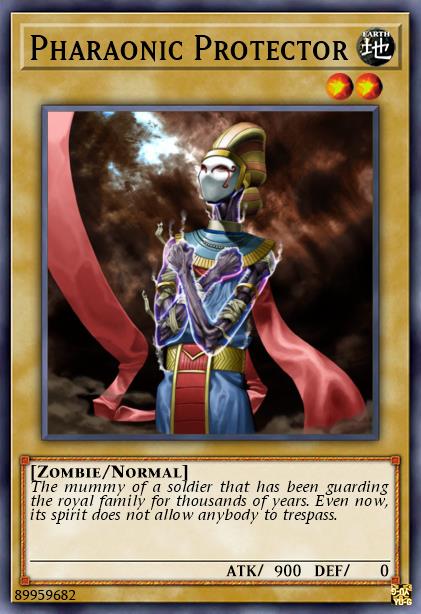 PHARAONIC PROTECTOR
EARTH
地
[ZOMBIE/NORMAL]
The mummy of a soldier that has been guarding
the royal family for thousands of years. Even now,
its spirit does not allow anybody to trespass.
ATK/ 900 DEF/ 0
89959682